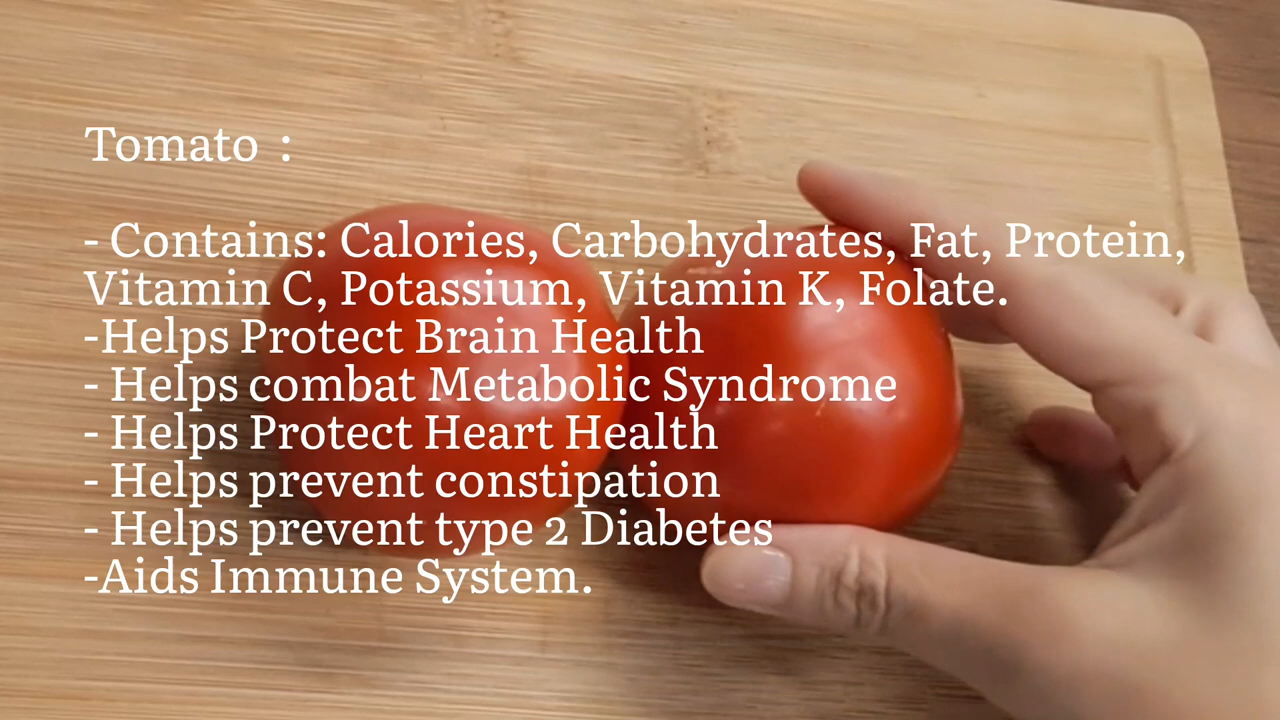 Tomato :
- Contains: Calories, Carbohydrates, Fat, Protein,
Vitamin C, Potassium, Vitamin K, Folate.
-Helps Protect Brain Health
- Helps combat Metabolic Syndrome
- Helps Protect Heart Health
- Helps prevent constipation
- Helps prevent type 2 Diabetes
-Aids Immune System.